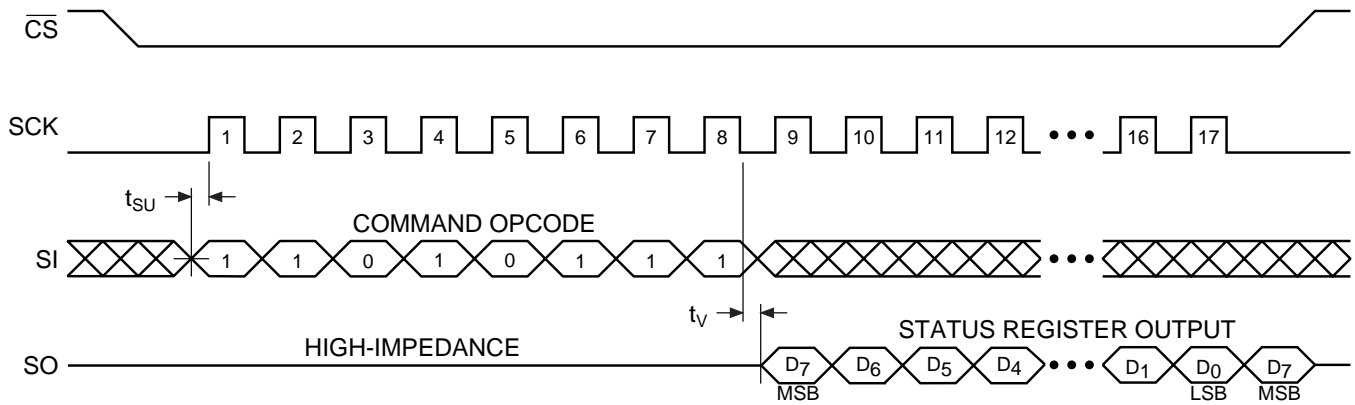 CS
SCK 1 2 3 4 5 6 7 8 9 10 11 12 ••• 16 17
tSU
COMMAND OPCODE
SI 1 1 0 1 0 1 1 1 •••
tV
STATUS REGISTER OUTPUT
HIGH-IMPEDANCE
SO D7 D6 D5 D4 ••• D1 D0 D7
MSB LSB MSB